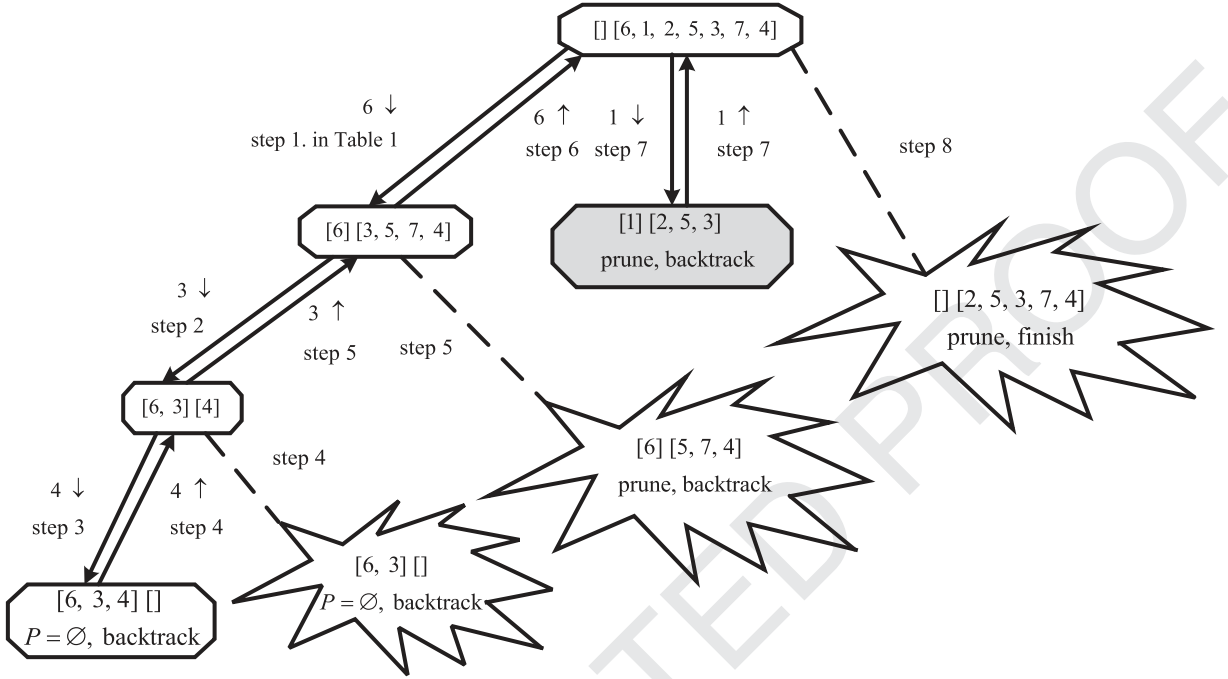 [] [6, 1, 2, 5, 3, 7, 4]
6 ↓
step 1. in Table 1
6 ↑
step 6
1 ↓
step 7
1 ↑
step 7
step 8
[6] [3, 5, 7, 4]
[1] [2, 5, 3]
prune, backtrack
[] [2, 5, 3, 7, 4]
prune, finish
3 ↓
step 2
3 ↑
step 5
step 5
[6, 3] [4]
[6] [5, 7, 4]
prune, backtrack
4 ↓
step 3
4 ↑
step 4
step 4
[6, 3] []
P = ∅, backtrack
[6, 3, 4] []
P = ∅, backtrack
TED PROOF